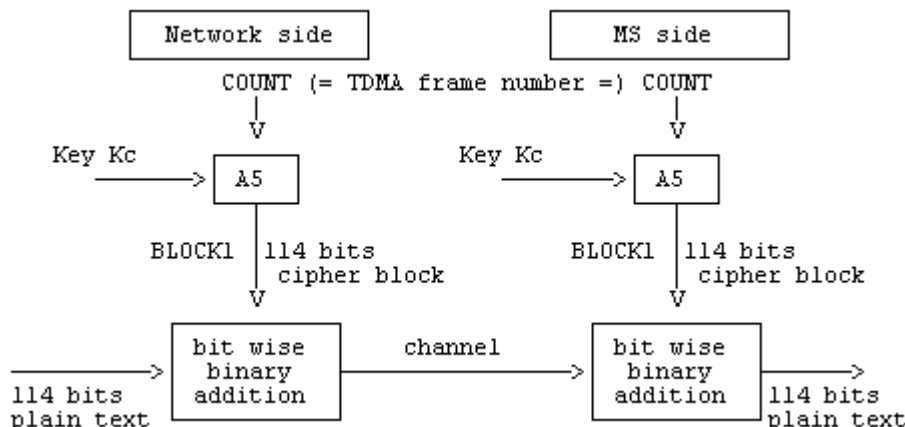 Network side
MS side
COUNT (= TDMA frame number =) COUNT
V
V
Key Kc
A5
Key Kc
A5
BLOCK1
114 bits
cipher block
BLOCK1
114 bits
cipher block
V
V
bit wise
binary
addition
channel
bit wise
binary
addition
114 bits
plain text
114 bits
plain text